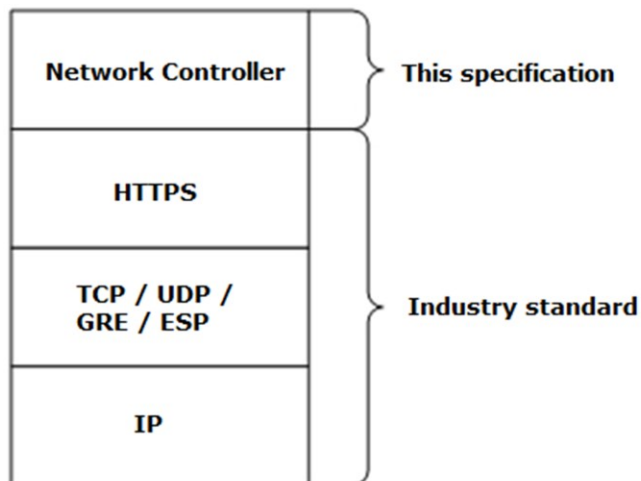 Network Controller
This specification
HTTPS
TCP / UDP /
GRE / ESP
Industry standard
IP